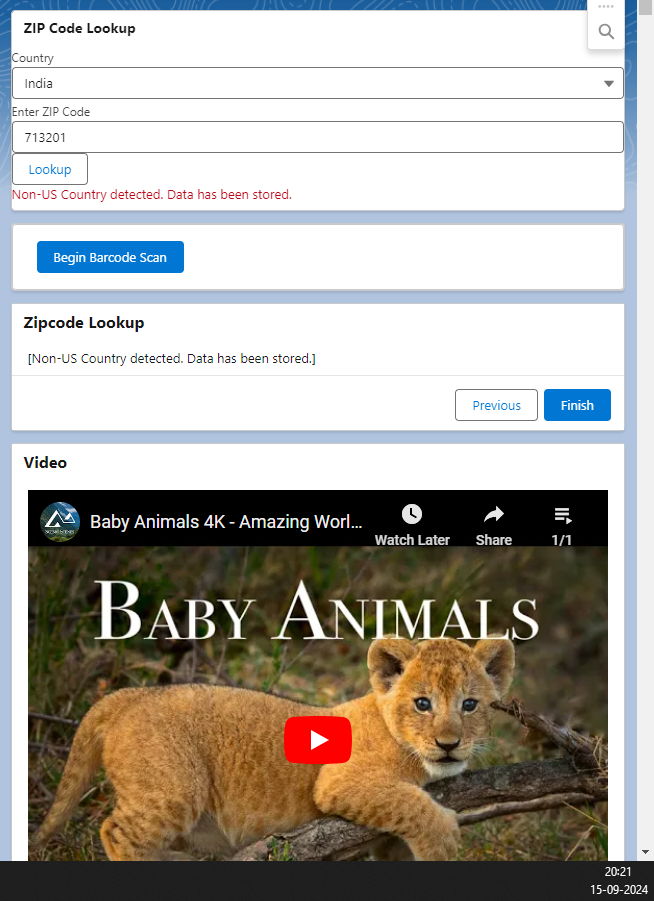 ZIP Code Lookup
Country
India
Enter ZIP Code
713201
Lookup
Non-US Country detected. Data has been stored.
Begin Barcode Scan
Zipcode Lookup
[Non-US Country detected. Data has been stored.]
Previous
Finish
Video
Baby Animals 4K - Amazing Worl...
Watch Later
Share
1/1
BABY ANIMALS
20:21
15-09-2024